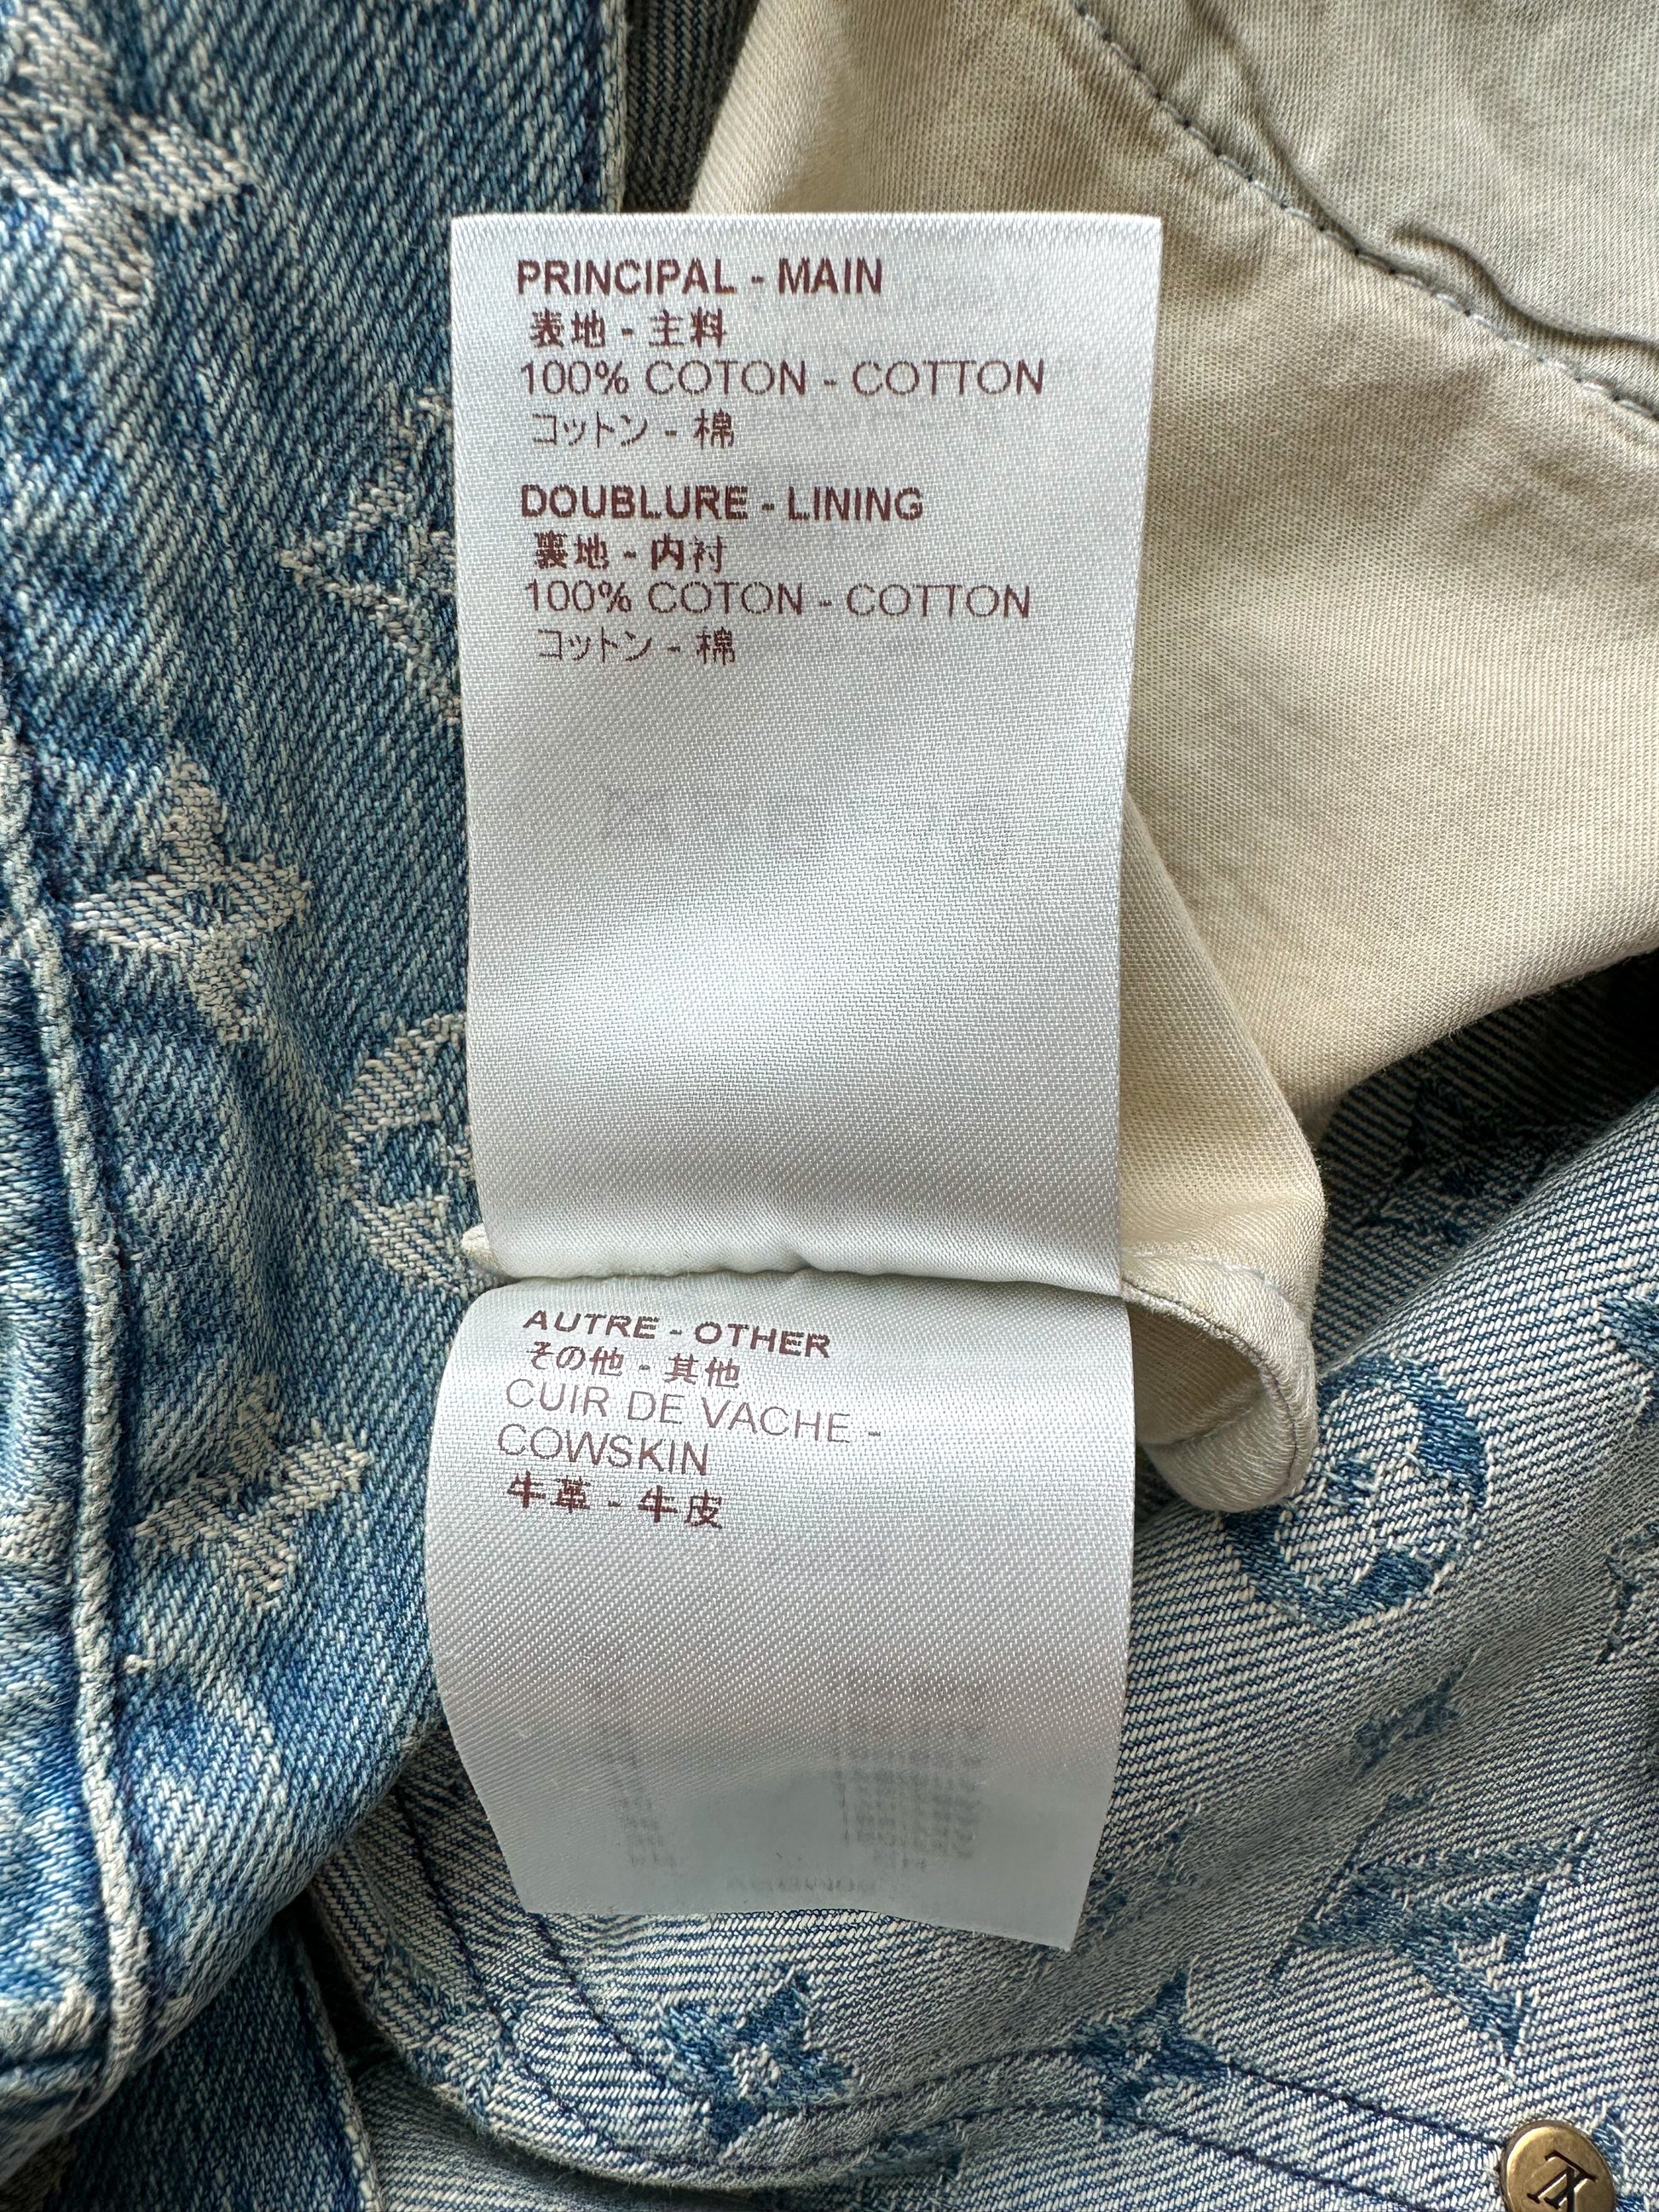 PRINCIPAL - MAIN
表地 - 主料
100% COTON - COTTON
コットン - 棉
DOUBLURE - LINING
裏地 - 内衬
100% COTON - COTTON
コットン - 棉
AUTRE - OTHER
その他 - 其他
CUIR DE VACHE -
COWSKIN
牛革 - 牛皮
LV